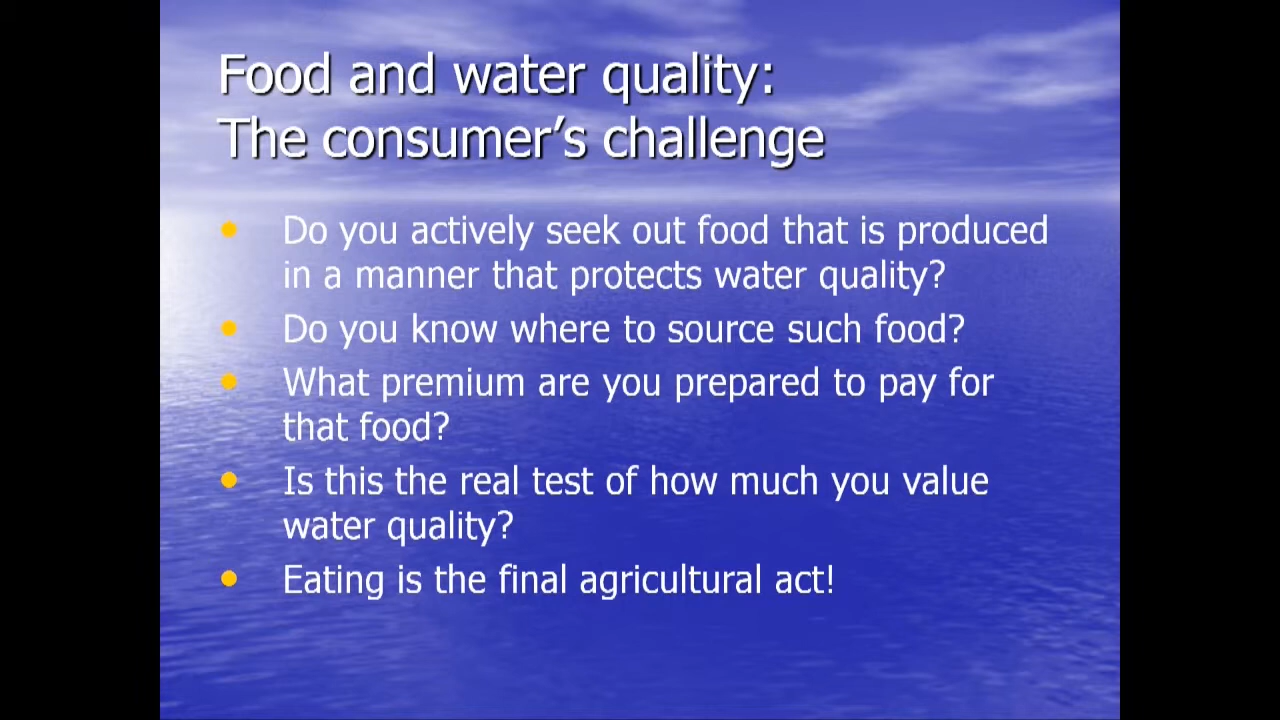 Food and water quality:
The consumer’s challenge
Do you actively seek out food that is produced
in a manner that protects water quality?
Do you know where to source such food?
What premium are you prepared to pay for
that food?
Is this the real test of how much you value
water quality?
Eating is the final agricultural act!